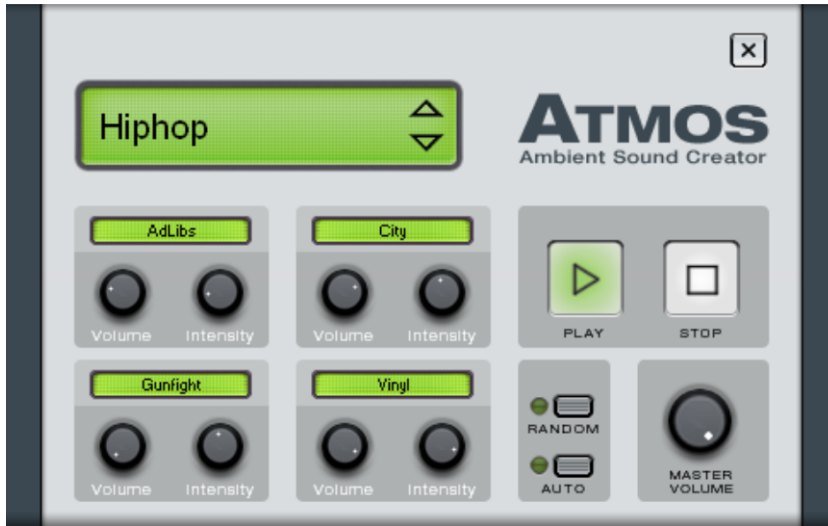 Hiphop
ATMOS
Ambient Sound Creator
AdLibs
Volume Intensity
City
Volume Intensity
PLAY STOP
Gunfight
Volume Intensity
Vinyl
Volume Intensity
RANDOM
AUTO
MASTER
VOLUME